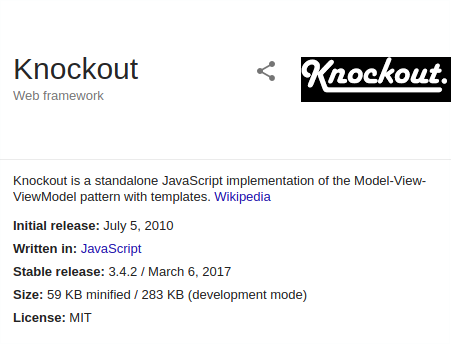 Knockout
Web framework
Knockout.
Knockout is a standalone JavaScript implementation of the Model-View-
ViewModel pattern with templates. Wikipedia
Initial release: July 5, 2010
Written in: JavaScript
Stable release: 3.4.2 / March 6, 2017
Size: 59 KB minified / 283 KB (development mode)
License: MIT